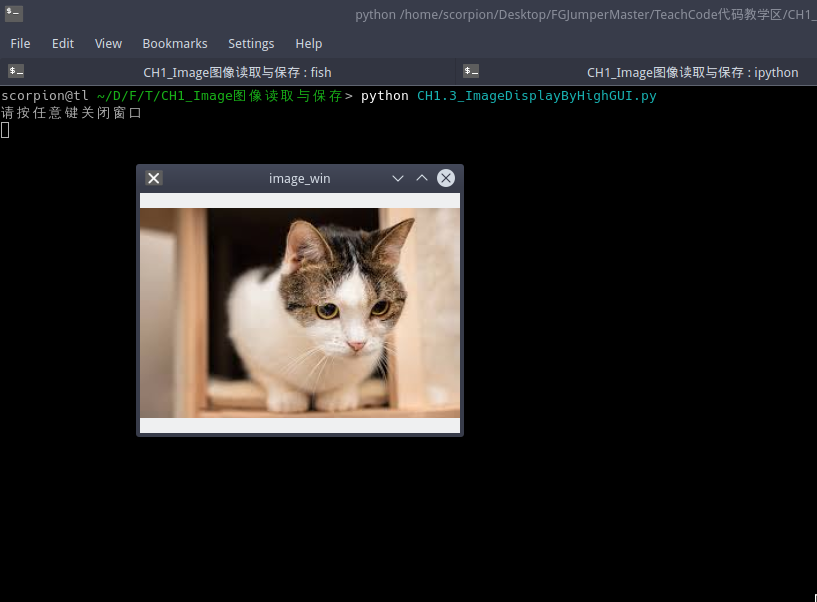 python /home/scorpion/Desktop/FGJumperMaster/TeachCode代码教学区/CH1_
File Edit View Bookmarks Settings Help
CH1_Image图像读取与保存 : fish
CH1_Image图像读取与保存 : ipython
scorpion@tl ~/D/F/T/CH1_Image图像读取与保存> python CH1.3_ImageDisplayByHighGUI.py
请按任意键关闭窗口
image_win